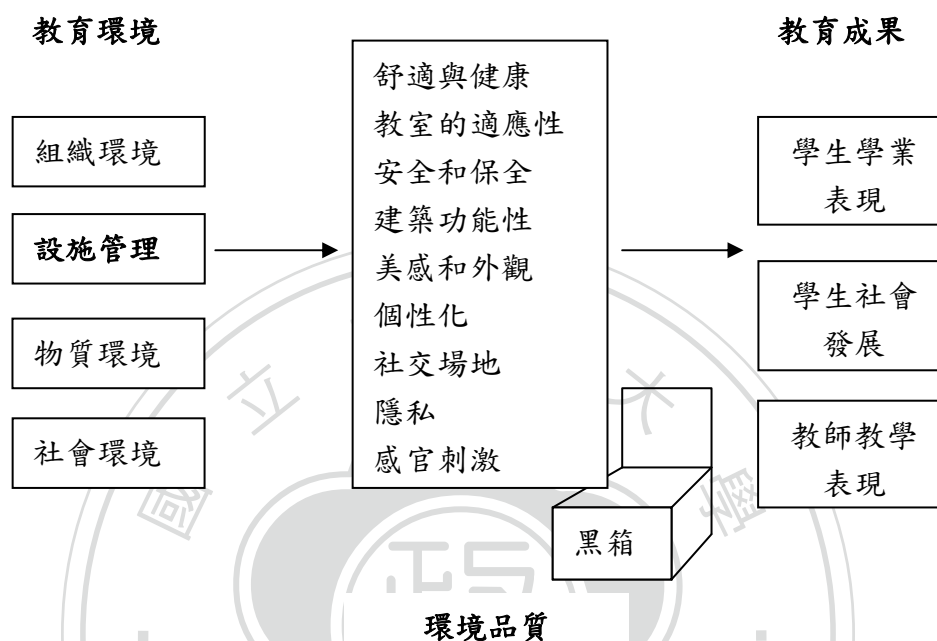 教育環境
組織環境
設施管理
物質環境
社會環境
舒適與健康
教室的適應性
安全和保全
建築功能性
美感和外觀
個性化
社交場地
隱私
感官刺激
黑箱
環境品質
教育成果
學生學業
表現
學生社會
發展
教師教學
表現
國
立
大
學